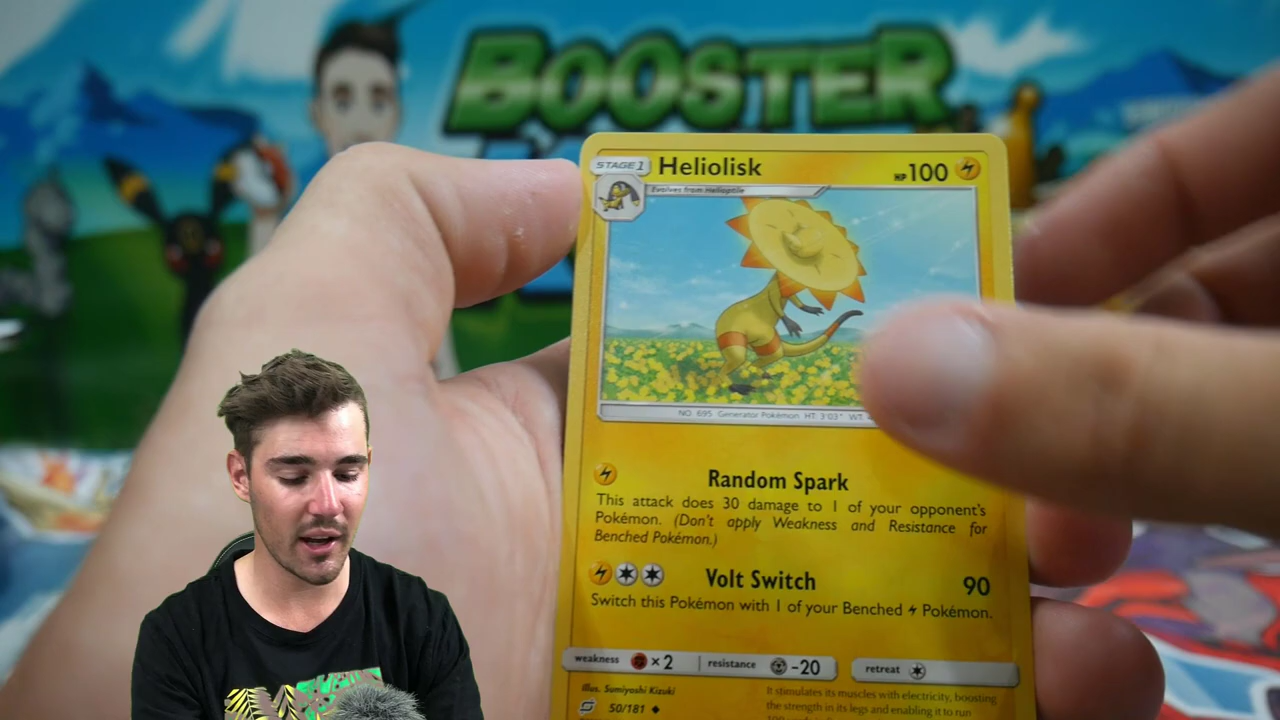 BOOSTER
STAGE 1 Heliolisk HP 100
Evolves from Helioptile
NO. 695 Generator Pokémon HT: 3'03" WT:
Random Spark
This attack does 30 damage to 1 of your opponent's
Pokémon. (Don't apply Weakness and Resistance for
Benched Pokémon.)
Volt Switch 90
Switch this Pokémon with 1 of your Benched Pokémon.
weakness ×2 resistance -20 retreat
Illus. Sumiyoshi Kizuki
50/181
It stimulates its muscles with electricity, boosting
the strength in its legs and enabling it to run